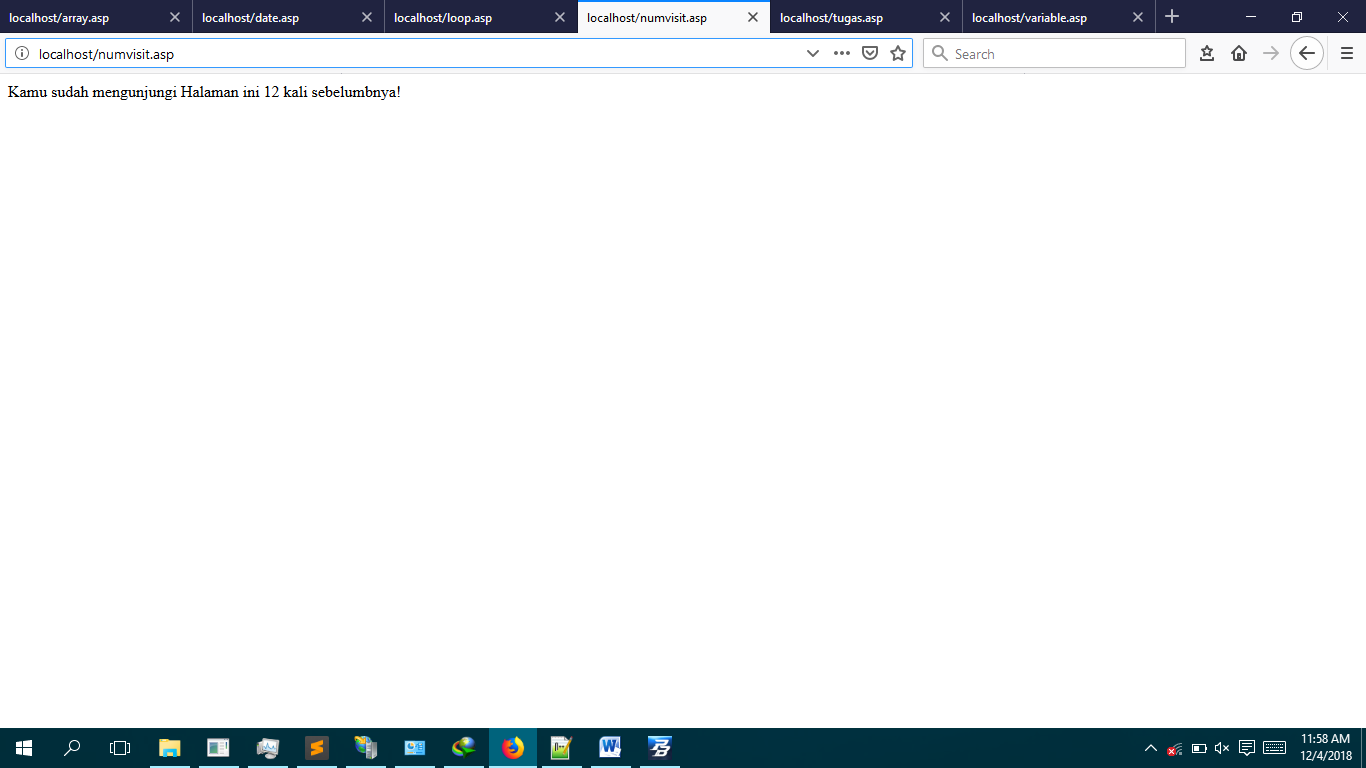 localhost/array.asp
localhost/date.asp
localhost/loop.asp
localhost/numvisit.asp
localhost/tugas.asp
localhost/variable.asp
localhost/numvisit.asp
Search
Kamu sudah mengunjungi Halaman ini 12 kali sebelumbnya!
11:58 AM
12/4/2018